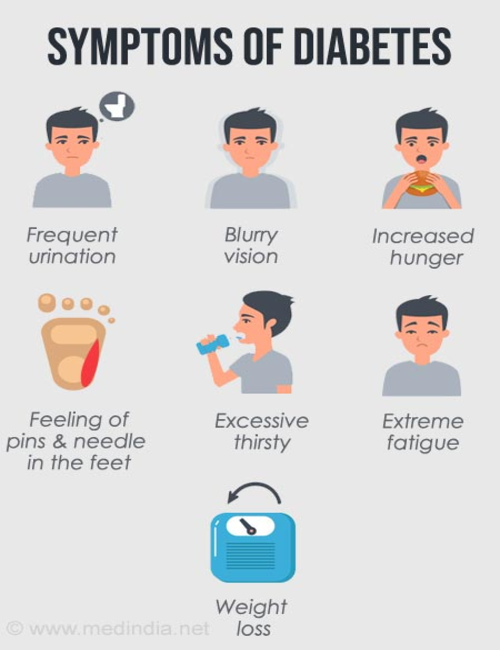 SYMPTOMS OF DIABETES
Frequent
urination
Blurry
vision
Increased
hunger
Feeling of
pins & needle
in the feet
Excessive
thirsty
Extreme
fatigue
Weight
loss
© www.medindia.net